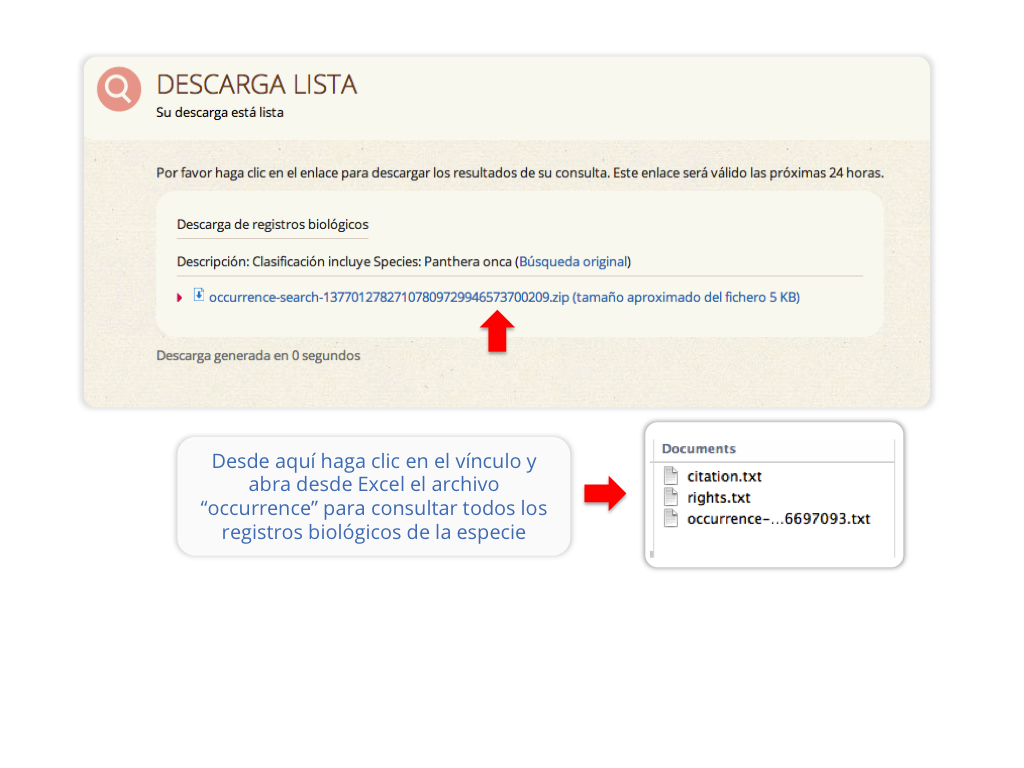 DESCARGA LISTA
Su descarga está lista
Por favor haga clic en el enlace para descargar los resultados de su consulta. Este enlace será válido las próximas 24 horas.
Descarga de registros biológicos
Descripción: Clasificación incluye Species: Panthera onca (Búsqueda original)
occurrence-search-13770127827107809729946573700209.zip (tamaño aproximado del fichero 5 KB)
Descarga generada en 0 segundos
Desde aquí haga clic en el vínculo y
abra desde Excel el archivo
“occurrence” para consultar todos los
registros biológicos de la especie
Documents
citation.txt
rights.txt
occurrence-...6697093.txt